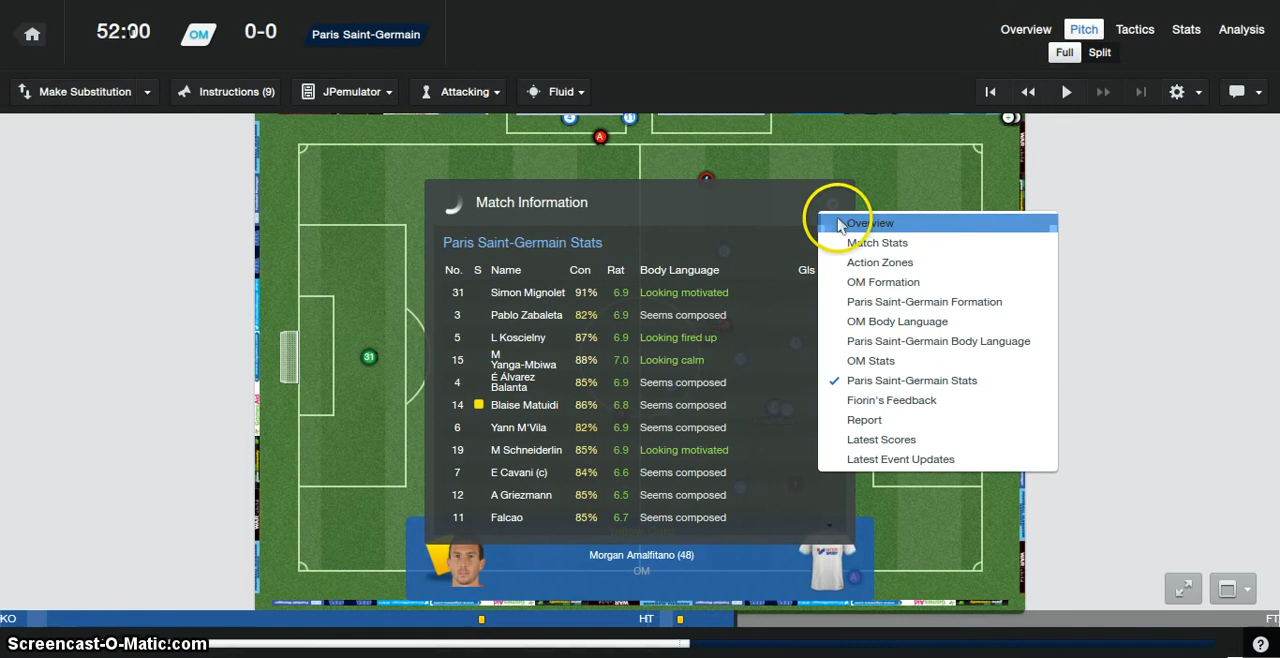 52:00
OM
0-0
Paris Saint-Germain
Overview
Pitch
Tactics
Stats
Analysis
Full
Split
Make Substitution
Instructions (9)
JPemulator
Attacking
Fluid
4
11
A
Match Information
Paris Saint-Germain Stats
No. S Name Con Rat Body Language Gls
31 Simon Mignolet 91% 6.9 Looking motivated
3 Pablo Zabaleta 82% 6.9 Seems composed
5 L Koscielny 87% 6.9 Looking fired up
15 M Yanga-Mbiwa 88% 7.0 Looking calm
4 É Álvarez Balanta 85% 6.9 Seems composed
14 Blaise Matuidi 86% 6.8 Seems composed
6 Yann M'Vila 82% 6.9 Seems composed
19 M Schneiderlin 85% 6.9 Looking motivated
7 E Cavani (c) 84% 6.6 Seems composed
12 A Griezmann 85% 6.5 Seems composed
11 Falcao 85% 6.7 Seems composed
Overview
Match Stats
Action Zones
OM Formation
Paris Saint-Germain Formation
OM Body Language
Paris Saint-Germain Body Language
OM Stats
Paris Saint-Germain Stats
Fiorin's Feedback
Report
Latest Scores
Latest Event Updates
31
Morgan Amalfitano (48)
OM
KO
HT
FT
Screencast-O-Matic.com
?